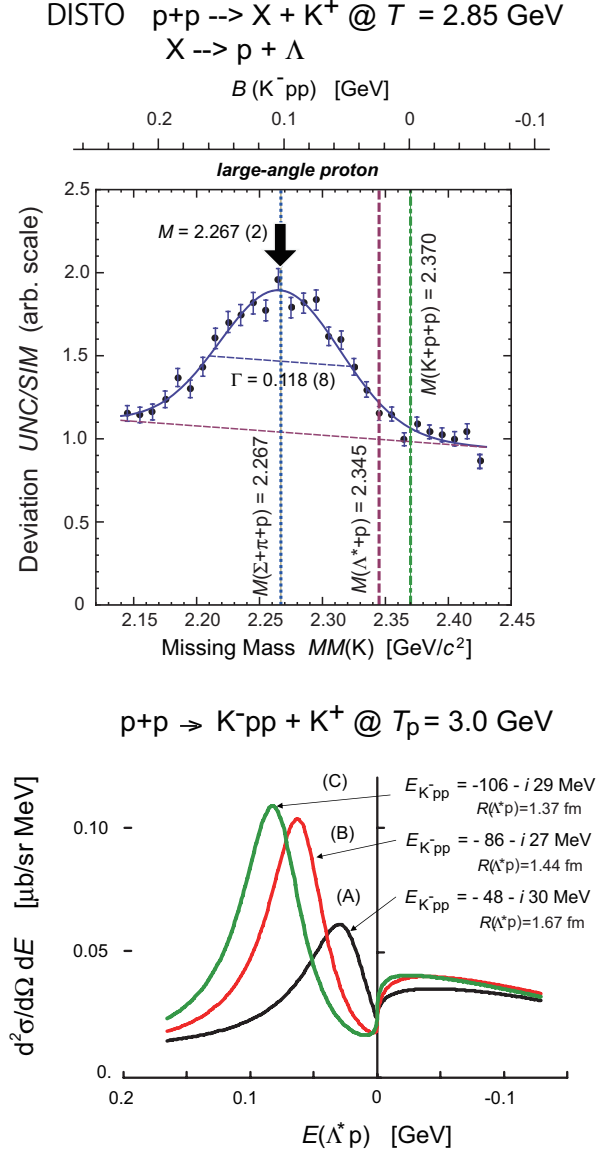 DISTO p+p --> X + K⁺ @ T = 2.85 GeV
X --> p + Λ
B (K⁻pp) [GeV]
0.2 0.1 0 -0.1
large-angle proton
2.5
2.0
1.5
1.0
0.5
0
Deviation UNC/SIM (arb. scale)
M = 2.267 (2)
Γ = 0.118 (8)
M(Σ+π+p) = 2.267
M(Λ*+p) = 2.345
M(K+p+p) = 2.370
2.15 2.20 2.25 2.30 2.35 2.40 2.45
Missing Mass MM(K) [GeV/c²]
p+p → K⁻pp + K⁺ @ Tp = 3.0 GeV
d²σ/dΩ dE [μb/sr MeV]
0.10
0.05
0.
(C)
(B)
(A)
E K⁻pp = -106 - i 29 MeV
R(Λ*p) = 1.37 fm
E K⁻pp = - 86 - i 27 MeV
R(Λ*p) = 1.44 fm
E K⁻pp = - 48 - i 30 MeV
R(Λ*p) = 1.67 fm
0.2 0.1 0 -0.1
E(Λ*p) [GeV]